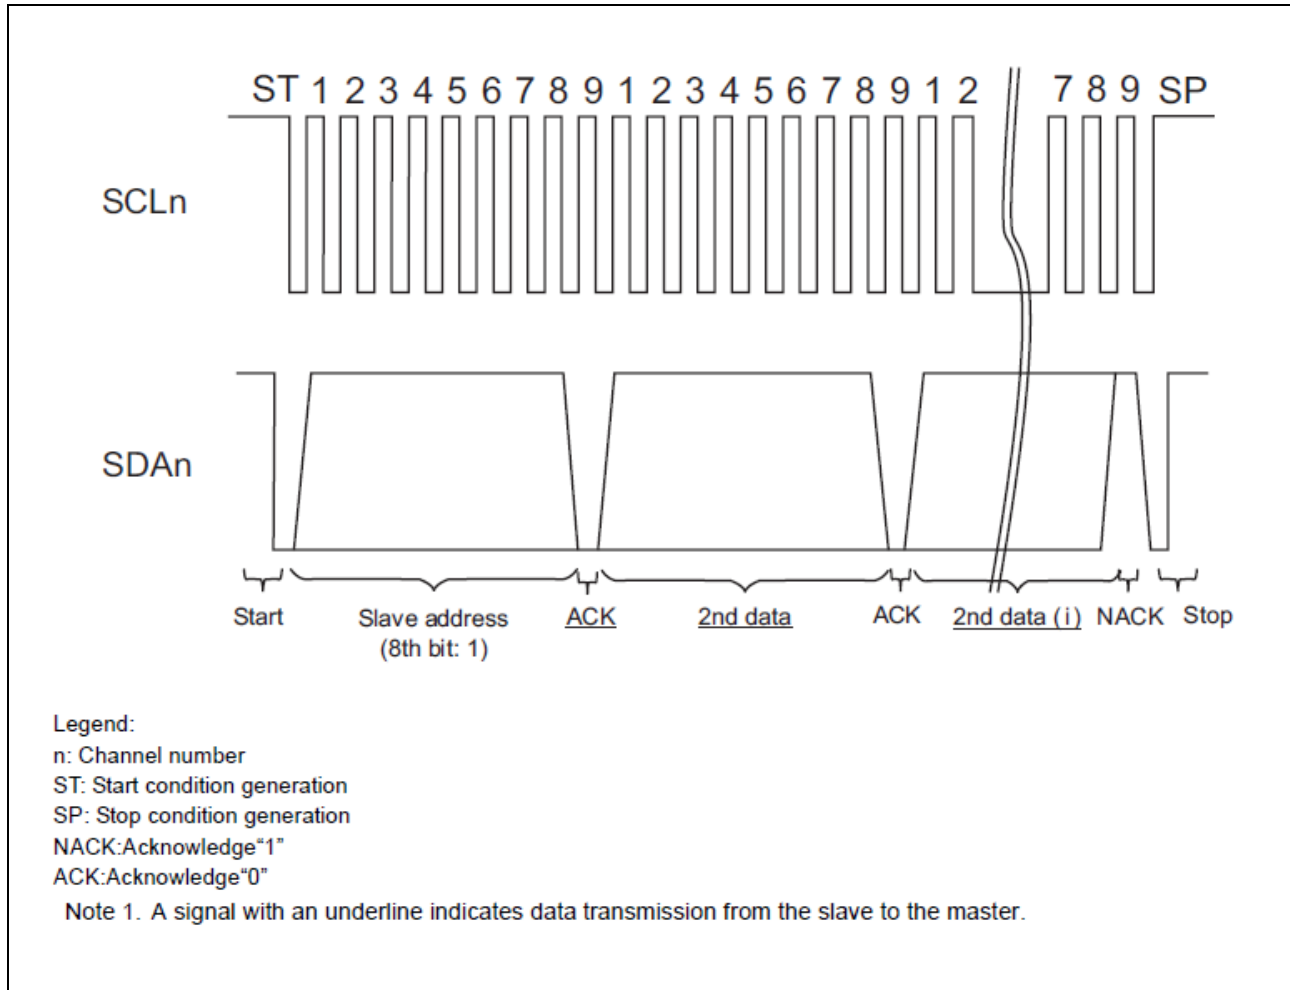 ST 1 2 3 4 5 6 7 8 9 1 2 3 4 5 6 7 8 9 1 2 7 8 9 SP
SCLn
SDAn
Start Slave address ACK 2nd data ACK 2nd data ( i ) NACK Stop
(8th bit: 1)
Legend:
n: Channel number
ST: Start condition generation
SP: Stop condition generation
NACK:Acknowledge“1”
ACK:Acknowledge“0”
Note 1. A signal with an underline indicates data transmission from the slave to the master.